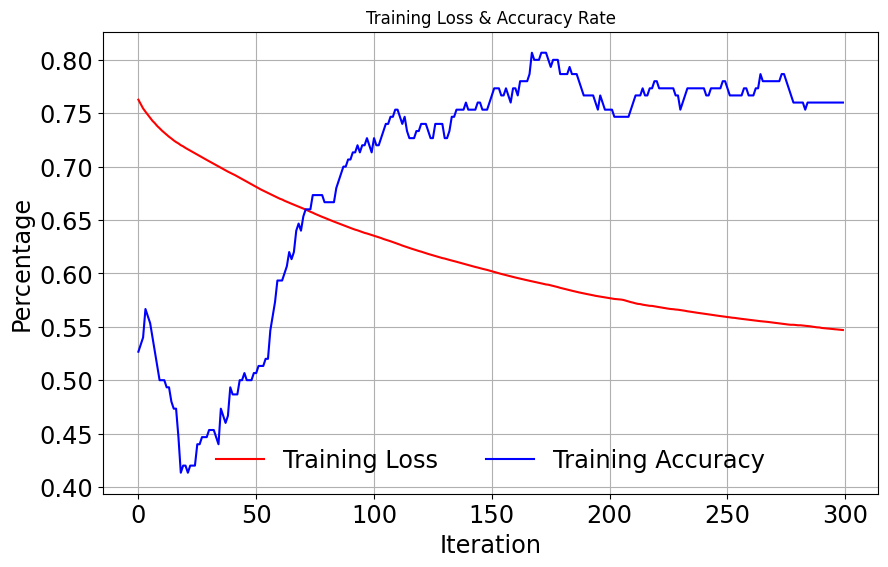 Training Loss & Accuracy Rate
0.80
0.75
0.70
0.65
0.60
0.55
0.50
0.45
0.40
Percentage
Training Loss
Training Accuracy
0 50 100 150 200 250 300
Iteration